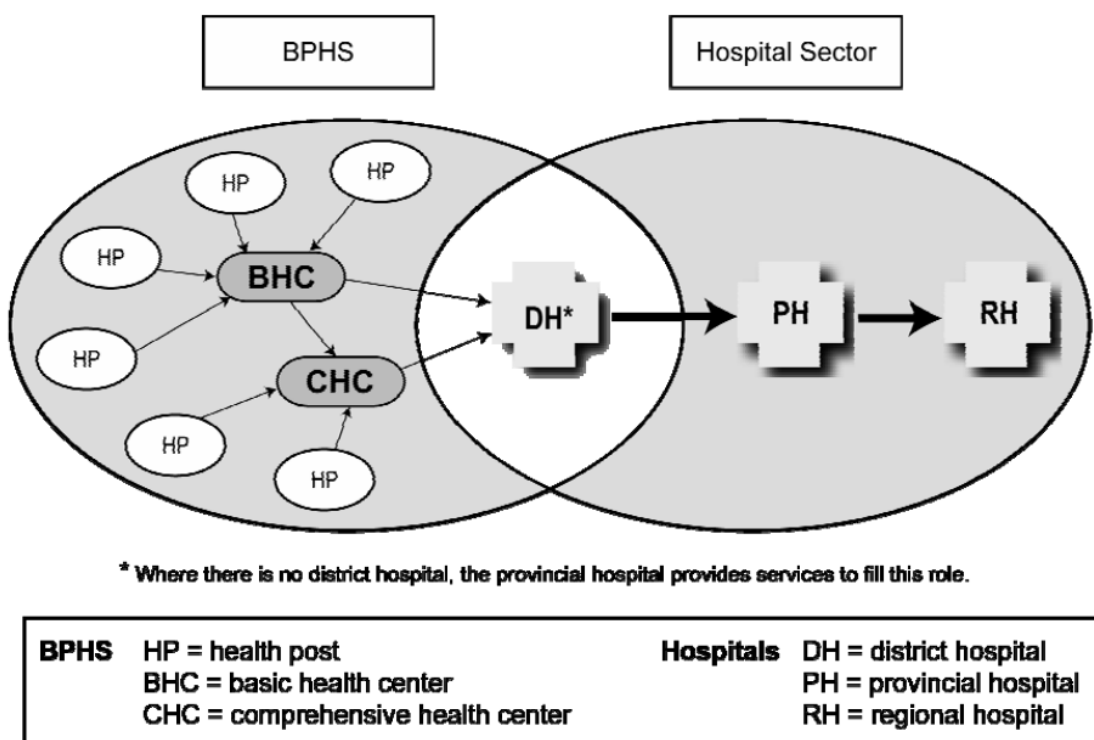 BPHS
Hospital Sector
HP
HP
HP
BHC
HP
CHC
HP
HP
DH*
PH
RH
* Where there is no district hospital, the provincial hospital provides services to fill this role.
BPHS HP = health post
BHC = basic health center
CHC = comprehensive health center
Hospitals DH = district hospital
PH = provincial hospital
RH = regional hospital